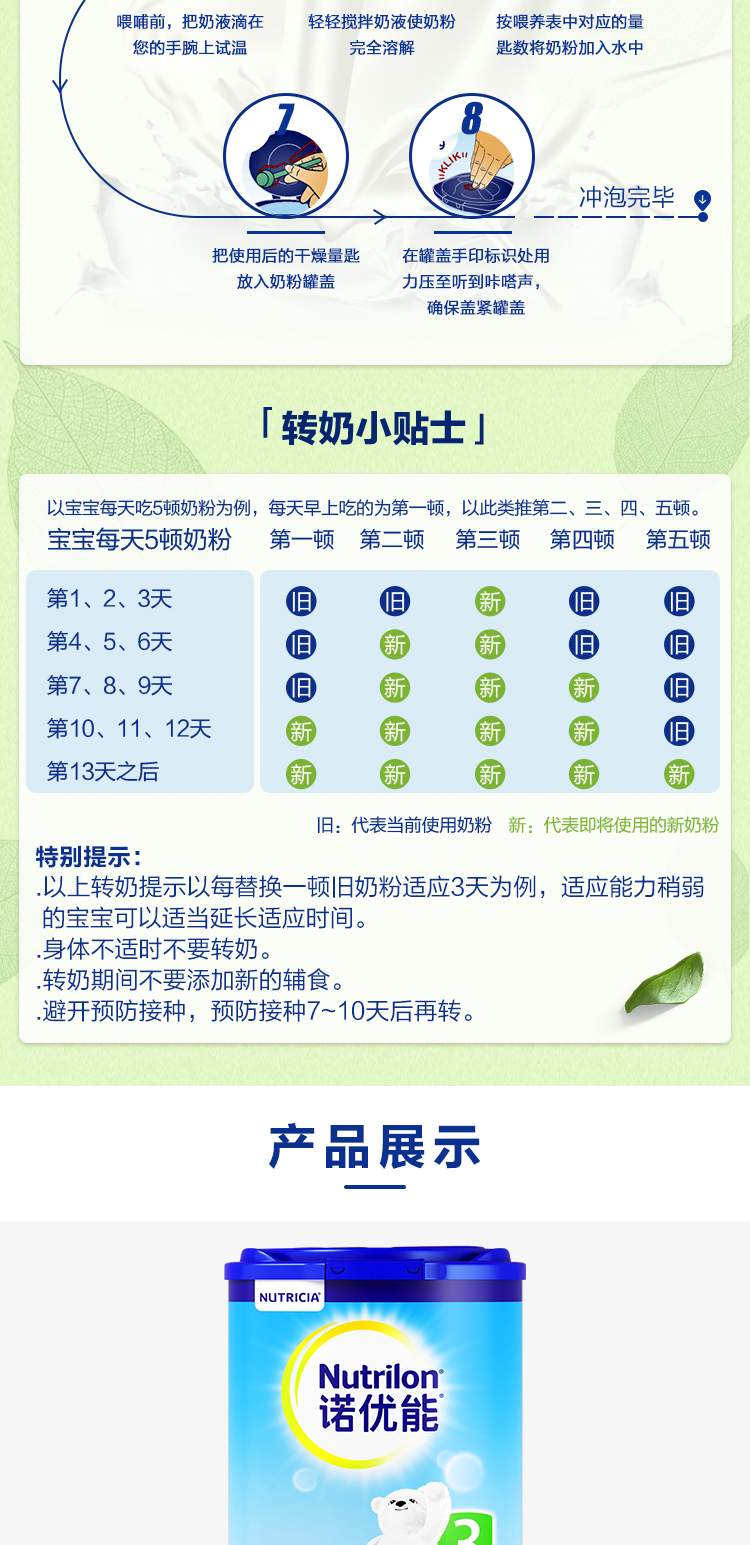 喂哺前，把奶液滴在
您的手腕上试温
轻轻搅拌奶液使奶粉
完全溶解
按喂养表中对应的量
匙数将奶粉加入水中
7
8
KLIK
冲泡完毕
把使用后的干燥量匙
放入奶粉罐盖
在罐盖手印标识处用
力压至听到咔嗒声，
确保盖紧罐盖
「转奶小贴士」
以宝宝每天吃5顿奶粉为例，每天早上吃的为第一顿，以此类推第二、三、四、五顿。
宝宝每天5顿奶粉 第一顿 第二顿 第三顿 第四顿 第五顿
第1、2、3天 旧 旧 新 旧 旧
第4、5、6天 旧 新 新 旧 旧
第7、8、9天 旧 新 新 新 旧
第10、11、12天 新 新 新 新 旧
第13天之后 新 新 新 新 新
旧：代表当前使用奶粉 新：代表即将使用的新奶粉
特别提示：
.以上转奶提示以每替换一顿旧奶粉适应3天为例，适应能力稍弱
的宝宝可以适当延长适应时间。
.身体不适时不要转奶。
.转奶期间不要添加新的辅食。
.避开预防接种，预防接种7~10天后再转。
产品展示
NUTRICIA
Nutrilon®
诺优能®
3